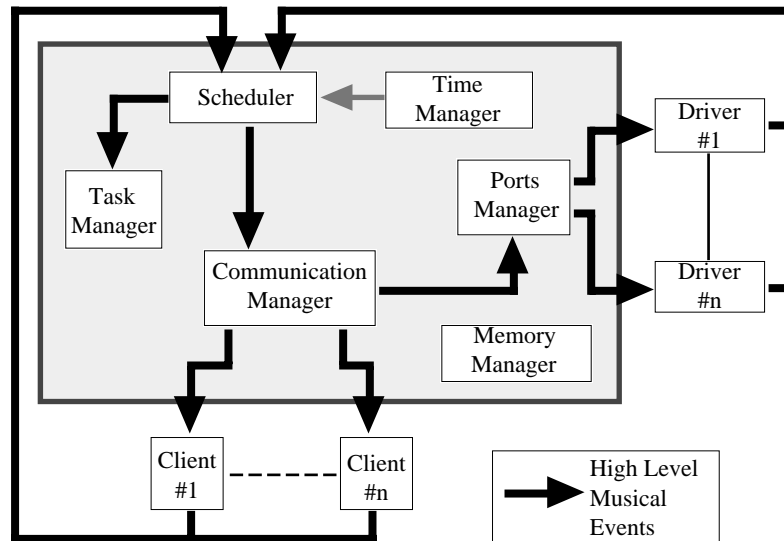 Scheduler
Time
Manager
Driver
#1
Task
Manager
Ports
Manager
Communication
Manager
Driver
#n
Memory
Manager
Client
#1
Client
#n
High Level
Musical
Events